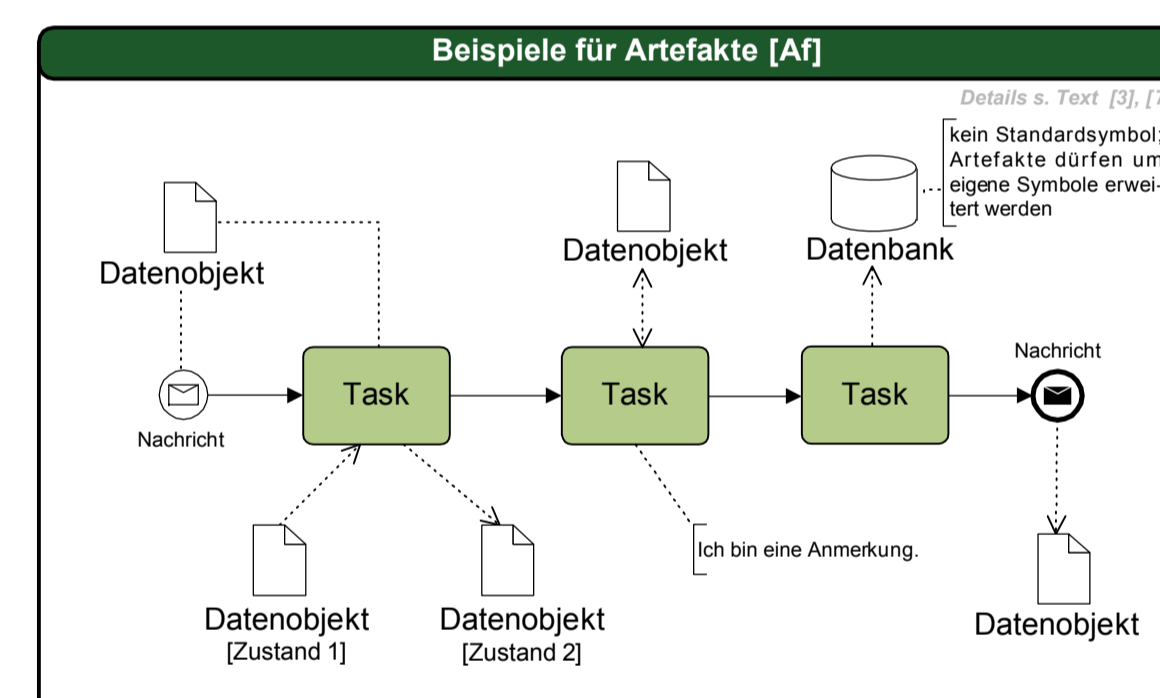 Beispiele für Artefakte [Af]
Details s. Text [3], [7
kein Standardsymbol;
Artefakte dürfen um
eigene Symbole erwei-
tert werden
Datenobjekt
Datenobjekt
Datenbank
Nachricht
Task
Task
Task
Nachricht
Ich bin eine Anmerkung.
Datenobjekt
[Zustand 1]
Datenobjekt
[Zustand 2]
Datenobjekt